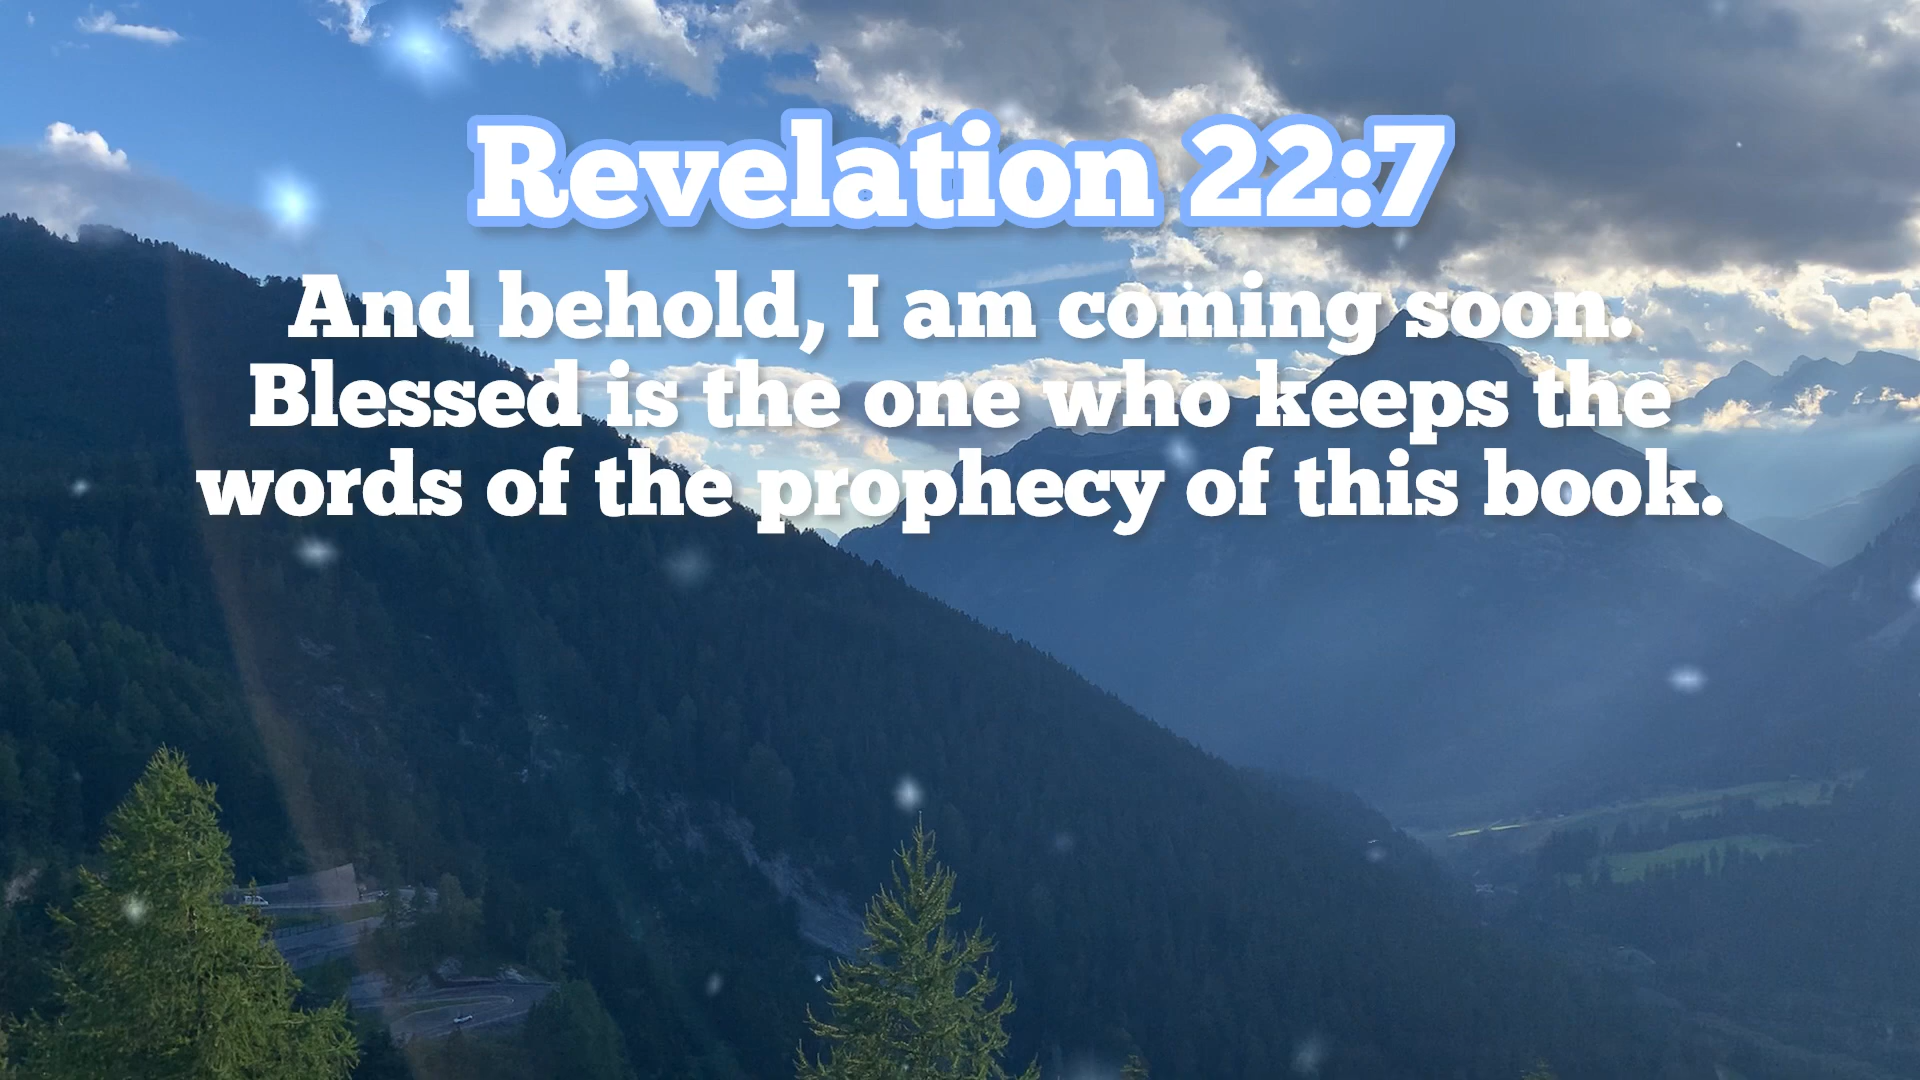 Revelation 22:7
And behold, I am coming soon.
Blessed is the one who keeps the
words of the prophecy of this book.